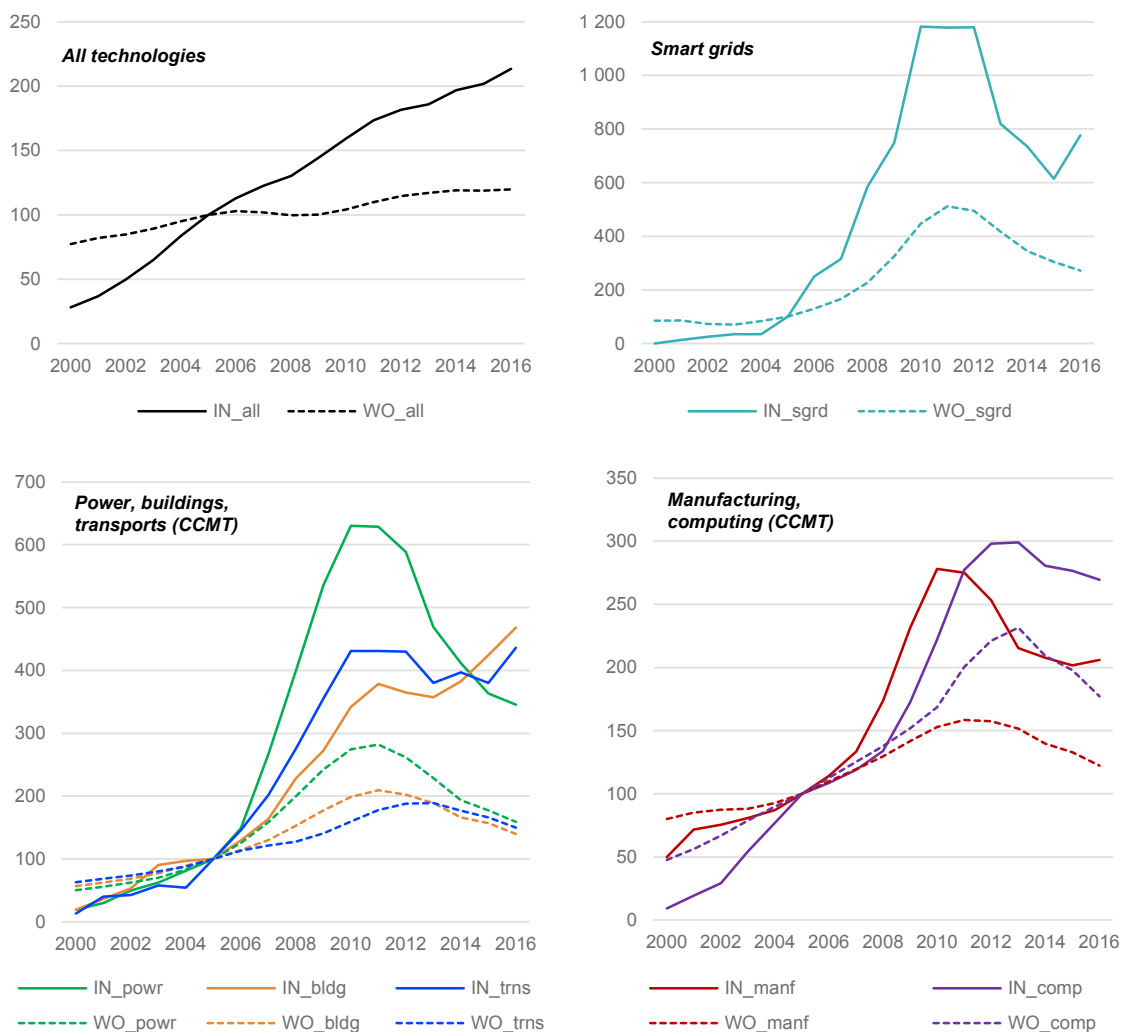 All technologies
250
200
150
100
50
0
2000 2002 2004 2006 2008 2010 2012 2014 2016
IN_all WO_all
Smart grids
1 200
1 000
800
600
400
200
0
2000 2002 2004 2006 2008 2010 2012 2014 2016
IN_sgrd WO_sgrd
Power, buildings,
transports (CCMT)
700
600
500
400
300
200
100
0
2000 2002 2004 2006 2008 2010 2012 2014 2016
IN_powr IN_bldg IN_trns
WO_powr WO_bldg WO_trns
Manufacturing,
computing (CCMT)
350
300
250
200
150
100
50
0
2000 2002 2004 2006 2008 2010 2012 2014 2016
IN_manf IN_comp
WO_manf WO_comp